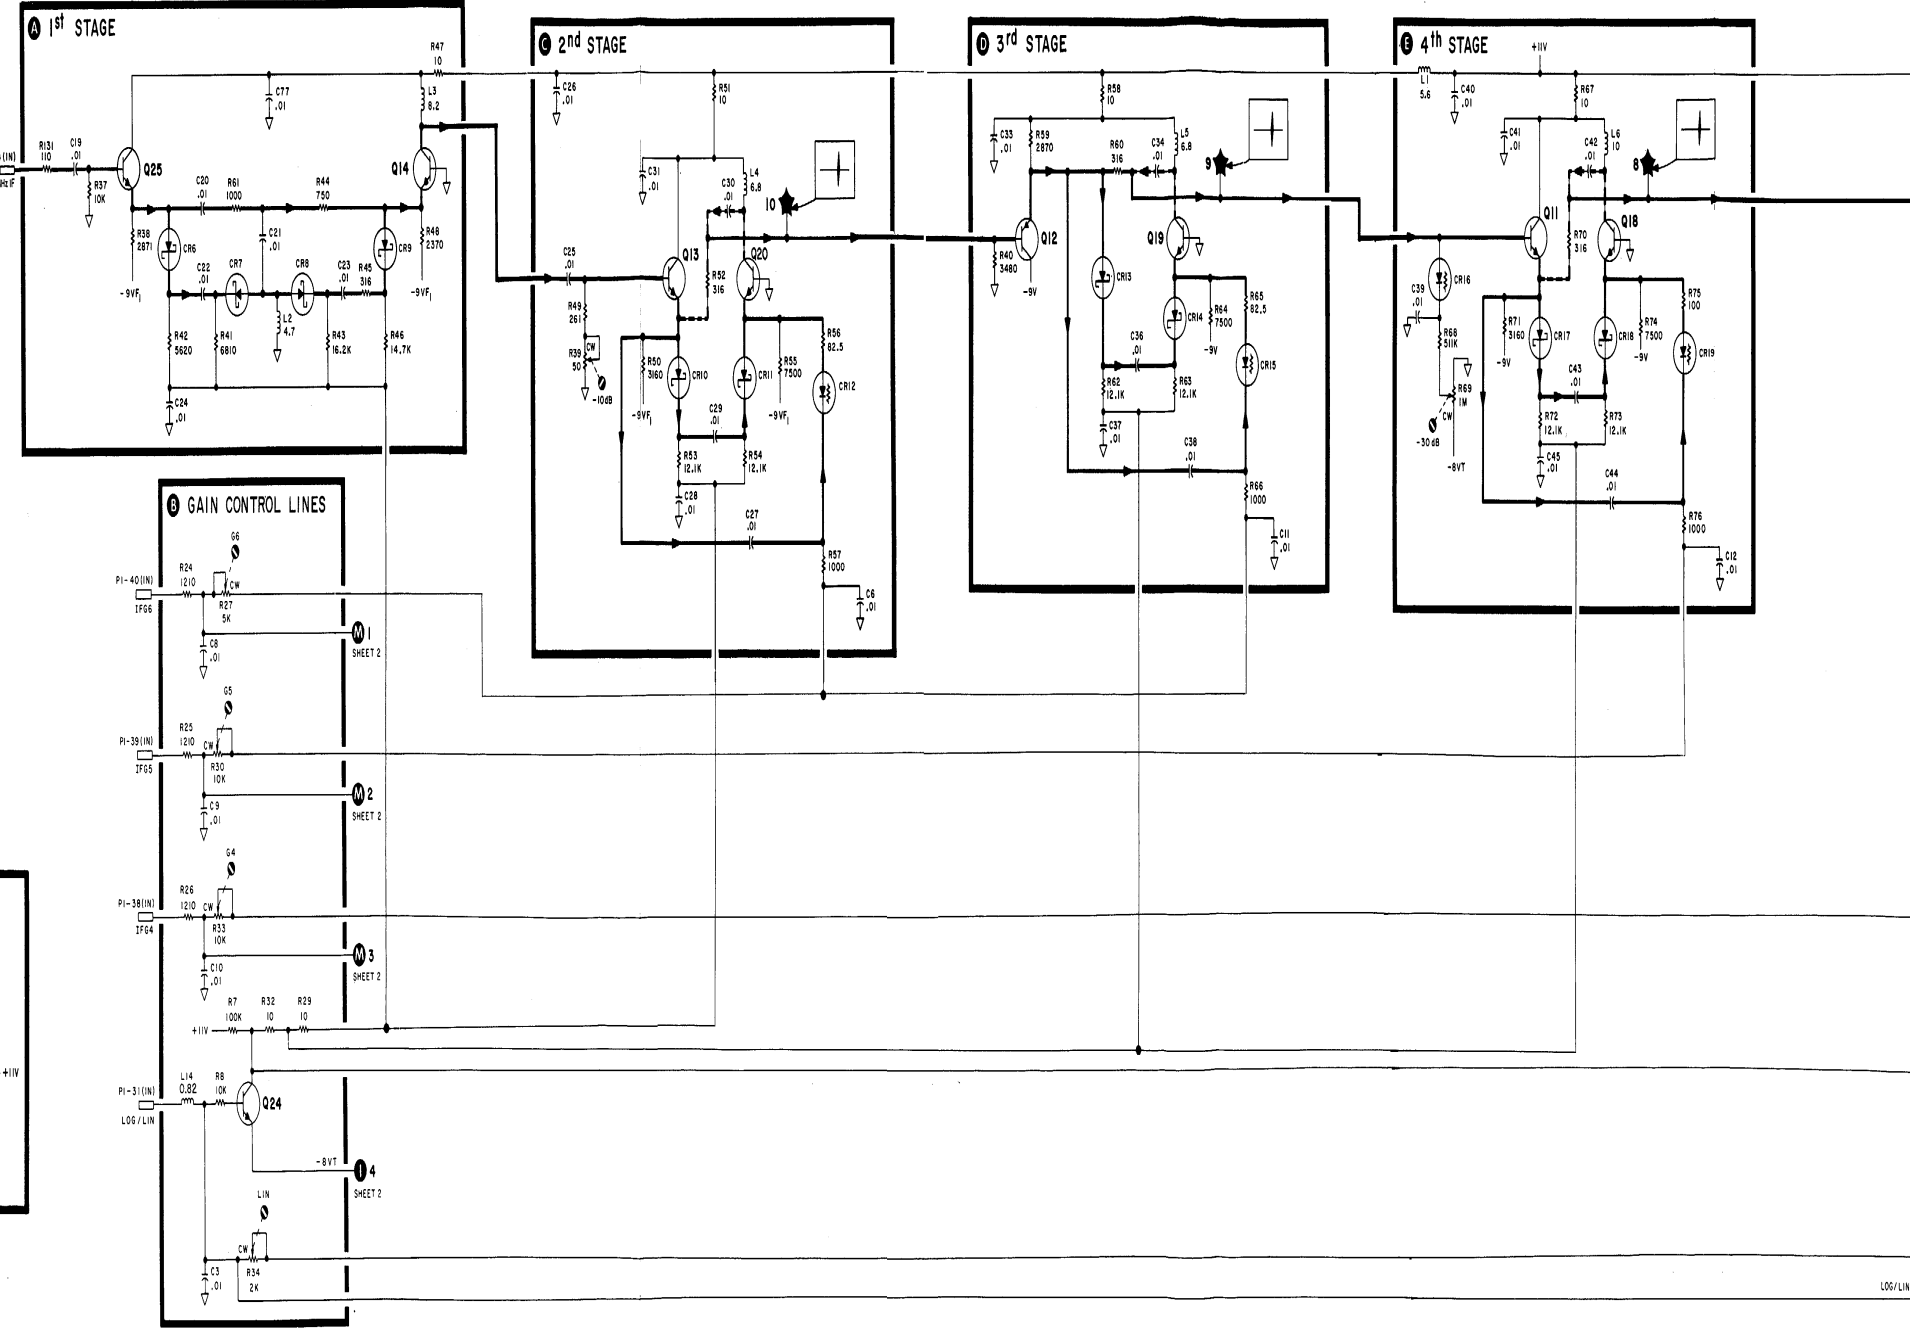 A 1st STAGE
R47
10
C77
.01
L3
8.2
(IN)
Hz IF
R131
110
C19
.01
Q25
R37
10K
Q14
C20
.01
R61
1000
R44
750
R38
2871
CR6
C21
.01
CR9
R48
2370
C22
.01
CR7
CR8
C23
.01
R45
316
-9VF1
-9VF1
L2
4.7
R42
5620
R41
6810
R43
16.2K
R46
14.7K
C24
.01
B GAIN CONTROL LINES
G6
P1-40(IN)
IFG6
R24
1210
CW
R27
5K
C8
.01
M 1
SHEET 2
G5
P1-39(IN)
IFG5
R25
1210
CW
R30
10K
C9
.01
M 2
SHEET 2
G4
P1-38(IN)
IFG4
R26
1210
CW
R33
10K
C10
.01
M 3
SHEET 2
R7
100K
R32
10
R29
10
+11V
P1-31(IN)
LOG/LIN
L14
0.82
R8
10K
Q24
-8VT
I 4
SHEET 2
LIN
CW
R34
2K
C3
.01
+11V
C 2nd STAGE
C26
.01
R51
10
C31
.01
C30
.01
L4
6.8
10
Q13
Q20
C25
.01
R52
316
R49
261
CW
R39
50
-10dB
R50
3160
-9VF1
CR10
CR11
R55
7500
-9VF1
R56
82.5
CR12
C29
.01
R53
12.1K
R54
12.1K
C28
.01
C27
.01
R57
1000
C6
.01
D 3rd STAGE
R58
10
C33
.01
R59
2870
R60
316
C34
.01
L5
6.8
9
Q12
Q19
R40
3480
-9V
CR13
CR14
R64
7500
-9V
R65
82.5
CR15
C36
.01
R62
12.1K
R63
12.1K
C37
.01
C38
.01
R66
1000
C11
.01
E 4th STAGE
+11V
L1
5.6
C40
.01
R67
10
C41
.01
C42
.01
L6
10
8
Q11
Q18
R70
316
CR16
C39
.01
R68
511K
R69
1M
CW
-30dB
-8VT
R71
3160
-9V
CR17
CR18
R74
7500
-9V
R75
100
CR19
C43
.01
R72
12.1K
R73
12.1K
C45
.01
C44
.01
R76
1000
C12
.01
LOG/LIN